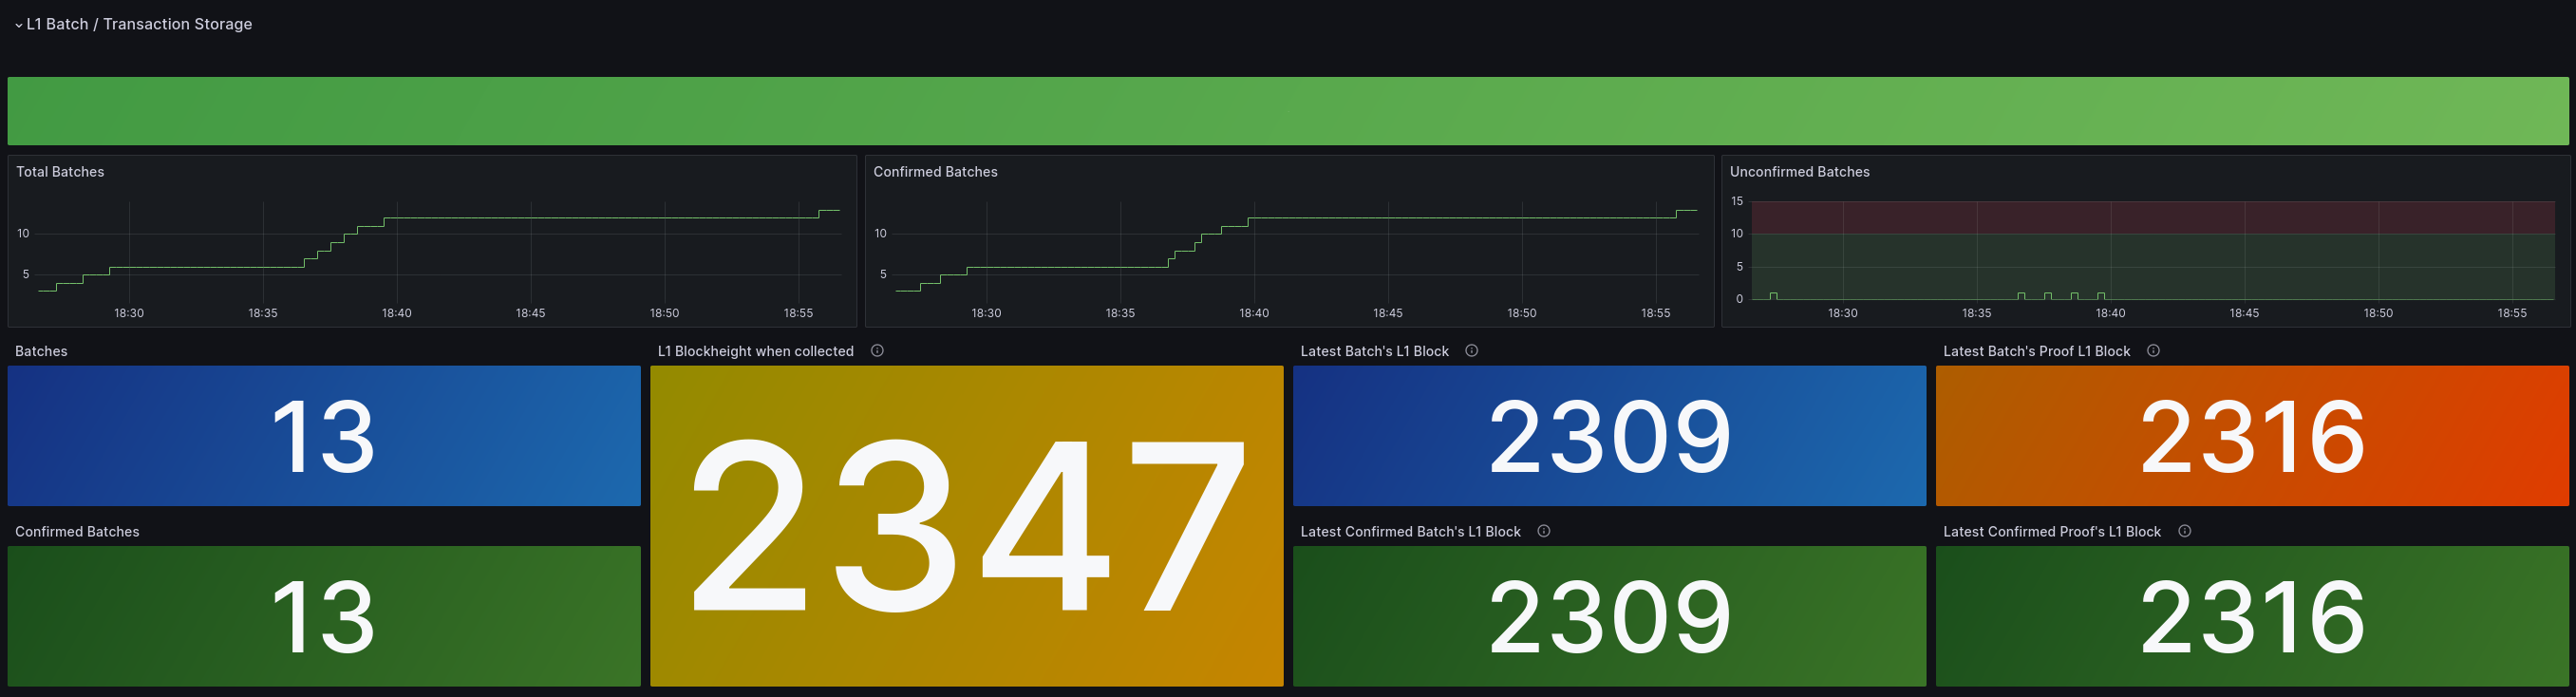 L1 Batch / Transaction Storage
Total Batches
10
5
18:30 18:35 18:40 18:45 18:50 18:55
Confirmed Batches
10
5
18:30 18:35 18:40 18:45 18:50 18:55
Unconfirmed Batches
15
10
5
0
18:30 18:35 18:40 18:45 18:50 18:55
Batches
13
Confirmed Batches
13
L1 Blockheight when collected
2347
Latest Batch's L1 Block
2309
Latest Confirmed Batch's L1 Block
2309
Latest Batch's Proof L1 Block
2316
Latest Confirmed Proof's L1 Block
2316